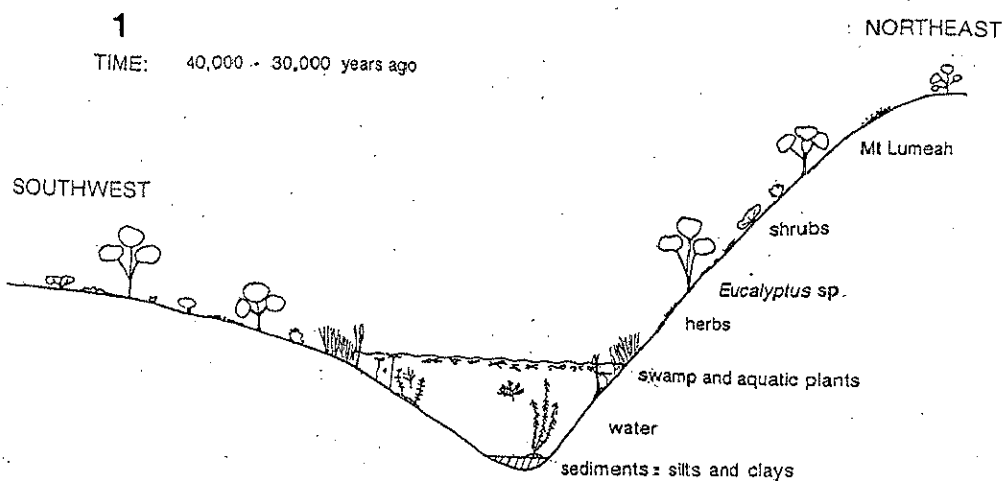 1
NORTHEAST
TIME: 40,000 - 30,000 years ago
Mt Lumeah
SOUTHWEST
shrubs
Eucalyptus sp.
herbs
swamp and aquatic plants
water
sediments: silts and clays